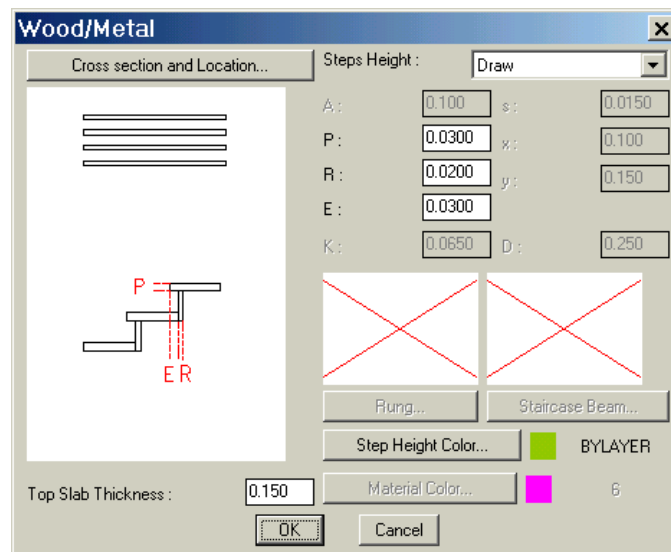 Wood/Metal
Cross section and Location...
Steps Height :
Draw
A :
0.100
s :
0.0150
P :
0.0300
x :
0.100
R :
0.0200
y :
0.150
E :
0.0300
K :
0.0650
D :
0.250
P
E R
Rung...
Staircase Beam...
Step Height Color...
BYLAYER
Top Slab Thickness :
0.150
Material Color...
6
OK
Cancel